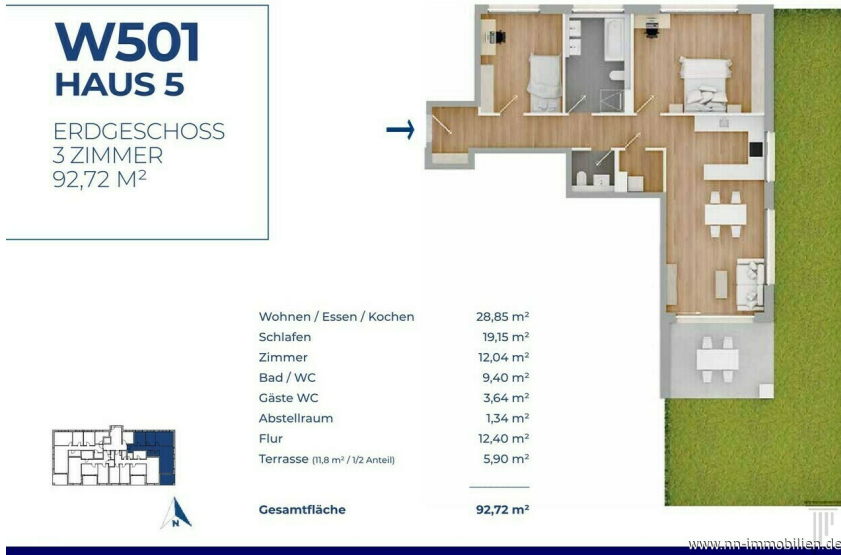 W501
HAUS 5
ERDGESCHOSS
3 ZIMMER
92,72 M²
Wohnen / Essen / Kochen 28,85 m²
Schlafen 19,15 m²
Zimmer 12,04 m²
Bad / WC 9,40 m²
Gäste WC 3,64 m²
Abstellraum 1,34 m²
Flur 12,40 m²
Terrasse (11,8 m² / 1/2 Anteil) 5,90 m²
Gesamtfläche 92,72 m²
N
www.nn-immobilien.de